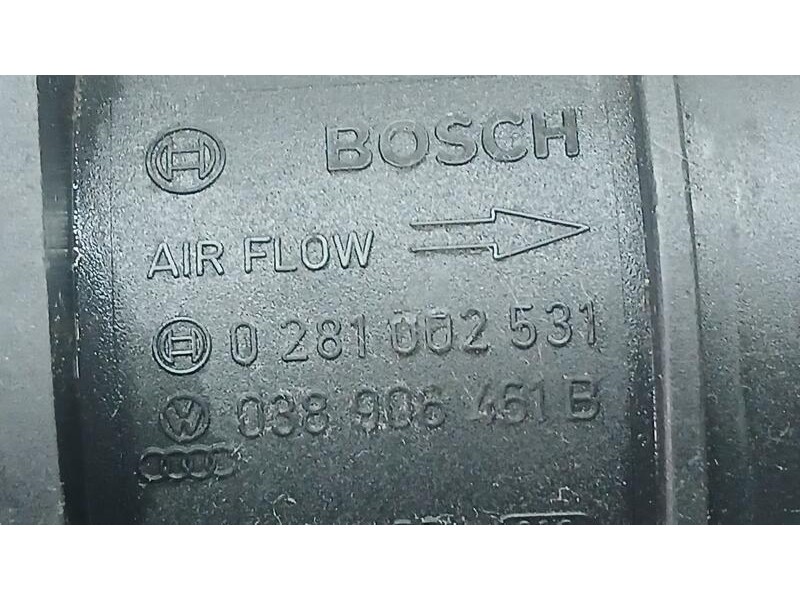 BOSCH
AIR FLOW
0 281 002 531
038 906 461 B